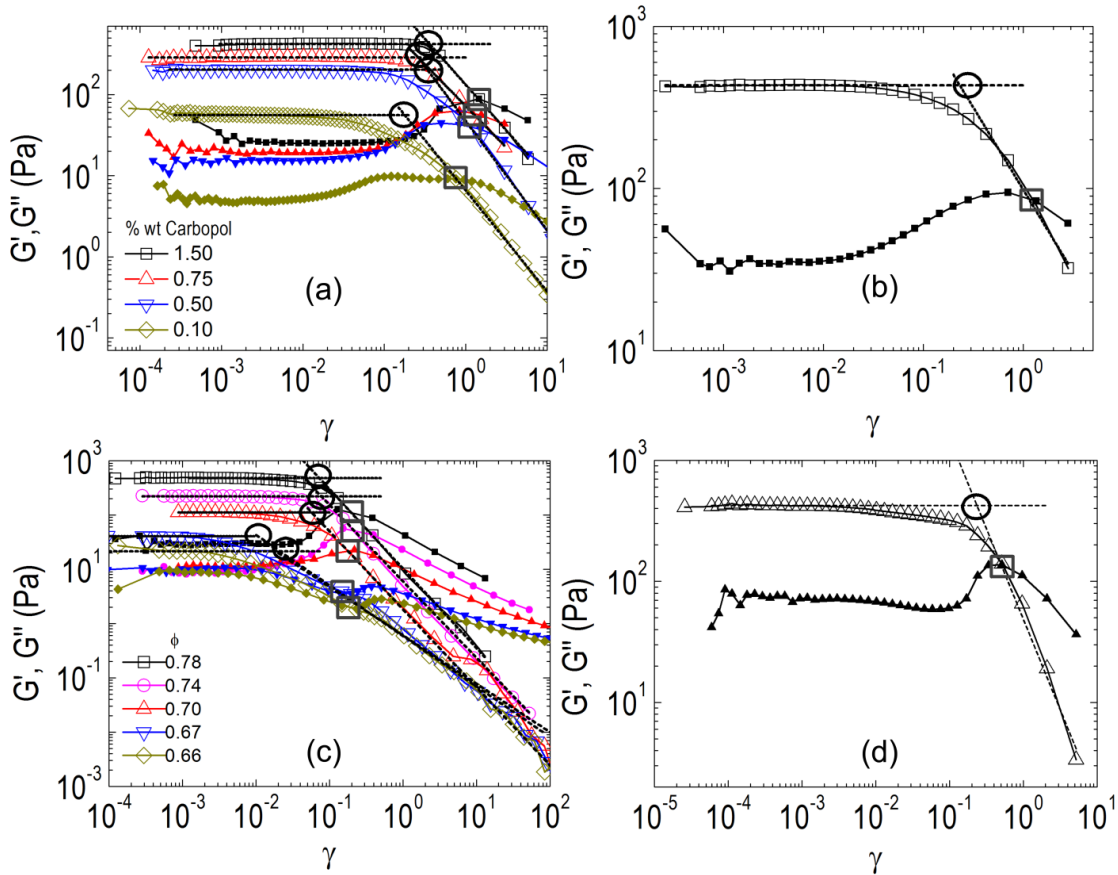 10²
10¹
10⁰
10⁻¹
G',G'' (Pa)
% wt Carbopol
1.50
0.75
0.50
0.10
(a)
10⁻⁴ 10⁻³ 10⁻² 10⁻¹ 10⁰ 10¹
γ
10³
10²
10¹
G', G'' (Pa)
(b)
10⁻³ 10⁻² 10⁻¹ 10⁰
γ
10³
10¹
10⁻¹
10⁻³
G', G'' (Pa)
ϕ
0.78
0.74
0.70
0.67
0.66
(c)
10⁻⁴ 10⁻³ 10⁻² 10⁻¹ 10⁰ 10¹ 10²
γ
10³
10²
10¹
G', G'' (Pa)
(d)
10⁻⁵ 10⁻⁴ 10⁻³ 10⁻² 10⁻¹ 10⁰ 10¹
γ